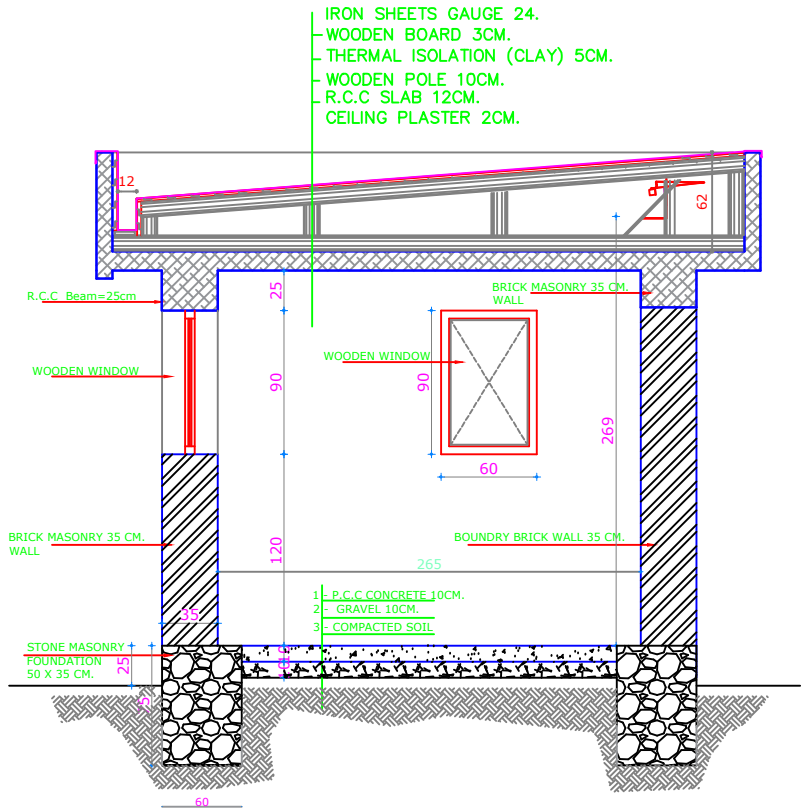 IRON SHEETS GAUGE 24.
WOODEN BOARD 3CM.
THERMAL ISOLATION (CLAY) 5CM.
WOODEN POLE 10CM.
R.C.C SLAB 12CM.
CEILING PLASTER 2CM.
12
62
R.C.C Beam=25cm
25
BRICK MASONRY 35 CM.
WALL
WOODEN WINDOW
90
WOODEN WINDOW
90
269
60
BRICK MASONRY 35 CM.
WALL
120
BOUNDRY BRICK WALL 35 CM.
265
35
1 - P.C.C CONCRETE 10CM.
2 - GRAVEL 10CM.
3 - COMPACTED SOIL
STONE MASONRY
FOUNDATION
50 X 35 CM.
25
10
10
60